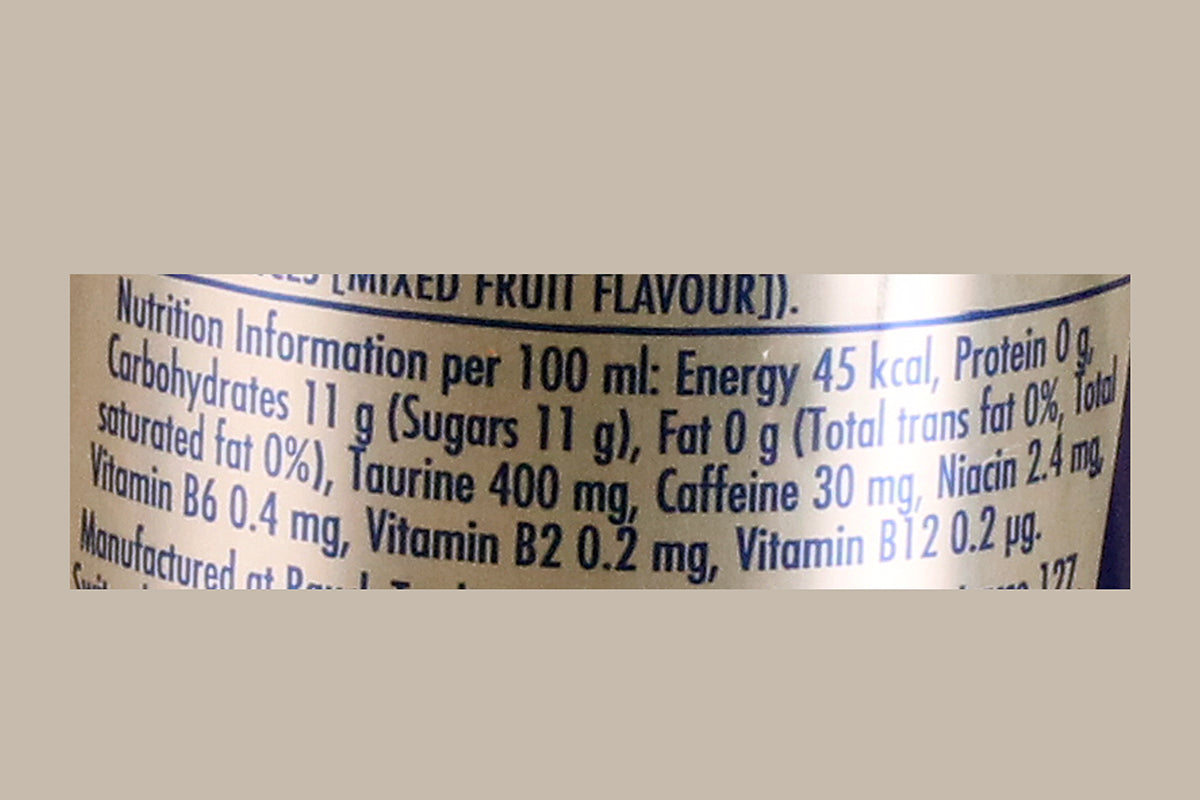 [MIXED FRUIT FLAVOUR]).
Nutrition Information per 100 ml: Energy 45 kcal, Protein 0 g,
Carbohydrates 11 g (Sugars 11 g), Fat 0 g (Total trans fat 0%, Total
saturated fat 0%), Taurine 400 mg, Caffeine 30 mg, Niacin 2.4 mg,
Vitamin B6 0.4 mg, Vitamin B2 0.2 mg, Vitamin B12 0.2 µg.
Manufactured at
127,